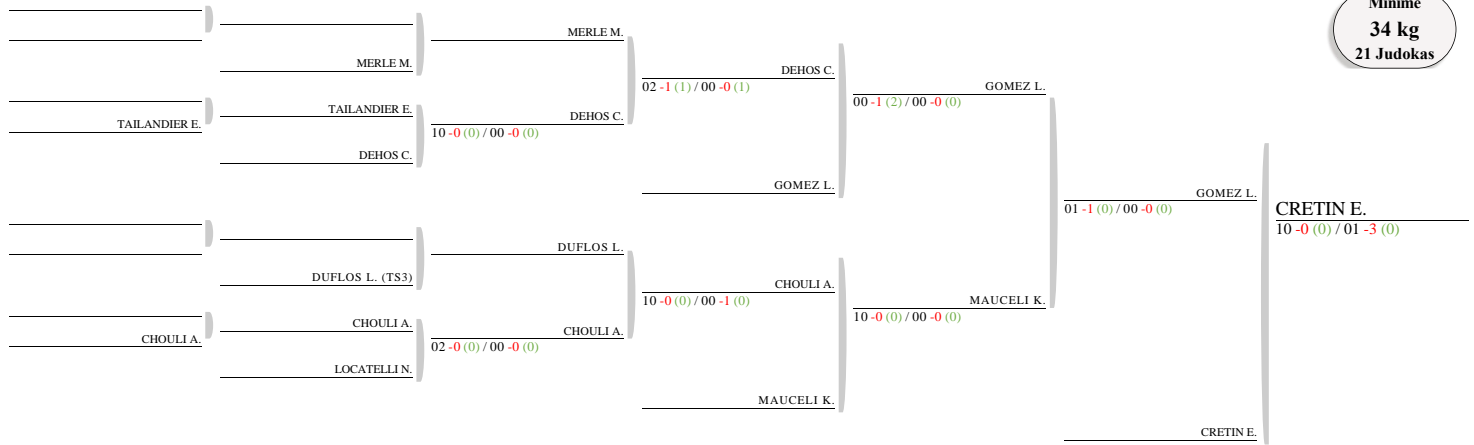 Minime
34 kg
21 Judokas
MERLE M.
MERLE M.
DEHOS C.
02 -1 (1) / 00 -0 (1)
GOMEZ L.
00 -1 (2) / 00 -0 (0)
TAILANDIER E.
TAILANDIER E.
DEHOS C.
10 -0 (0) / 00 -0 (0)
DEHOS C.
GOMEZ L.
GOMEZ L.
01 -1 (0) / 00 -0 (0)
CRETIN E.
10 -0 (0) / 01 -3 (0)
DUFLOS L.
DUFLOS L. (TS3)
CHOULI A.
10 -0 (0) / 00 -1 (0)
MAUCELI K.
10 -0 (0) / 00 -0 (0)
CHOULI A.
CHOULI A.
CHOULI A.
02 -0 (0) / 00 -0 (0)
LOCATELLI N.
MAUCELI K.
CRETIN E.